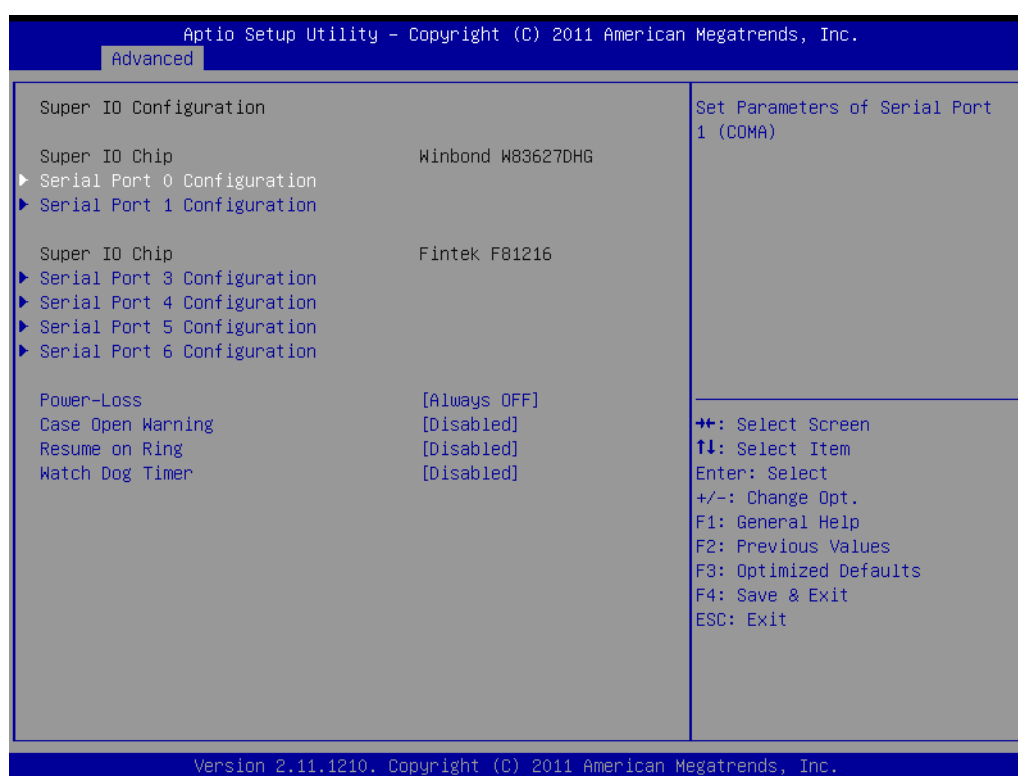 Aptio Setup Utility – Copyright (C) 2011 American Megatrends, Inc.
Advanced
Super IO Configuration
Super IO Chip Winbond W83627DHG
▶ Serial Port 0 Configuration
▶ Serial Port 1 Configuration
Super IO Chip Fintek F81216
▶ Serial Port 3 Configuration
▶ Serial Port 4 Configuration
▶ Serial Port 5 Configuration
▶ Serial Port 6 Configuration
Power-Loss [Always OFF]
Case Open Warning [Disabled]
Resume on Ring [Disabled]
Watch Dog Timer [Disabled]
Set Parameters of Serial Port
1 (COMA)
→←: Select Screen
↑↓: Select Item
Enter: Select
+/-: Change Opt.
F1: General Help
F2: Previous Values
F3: Optimized Defaults
F4: Save & Exit
ESC: Exit
Version 2.11.1210. Copyright (C) 2011 American Megatrends, Inc.